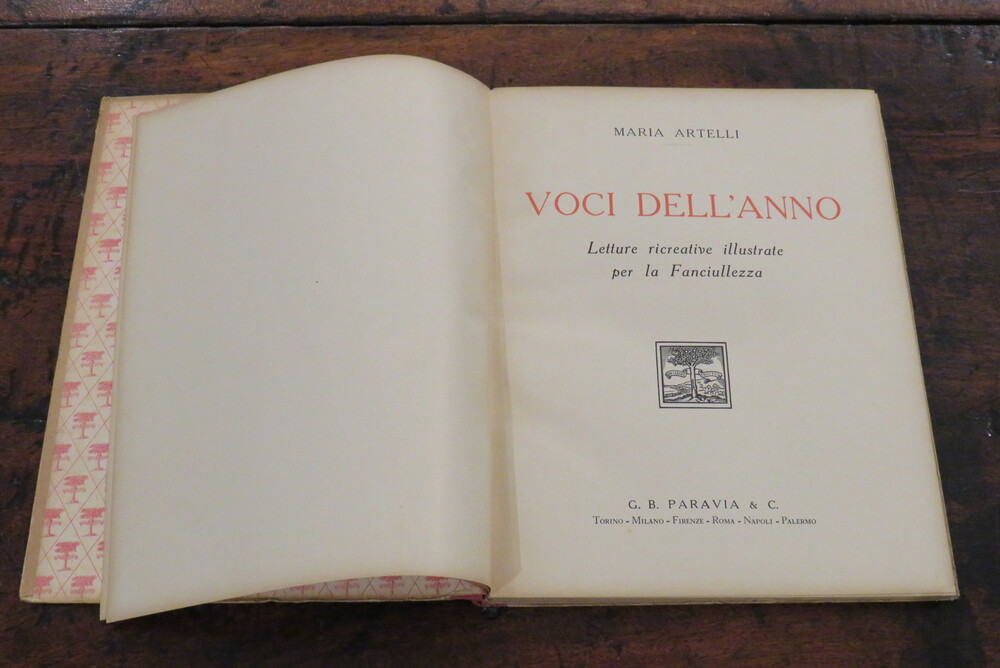 MARIA ARTELLI
VOCI DELL'ANNO
Letture ricreative illustrate
per la Fanciullezza
G. B. PARAVIA & C.
TORINO - MILANO - FIRENZE - ROMA - NAPOLI - PALERMO